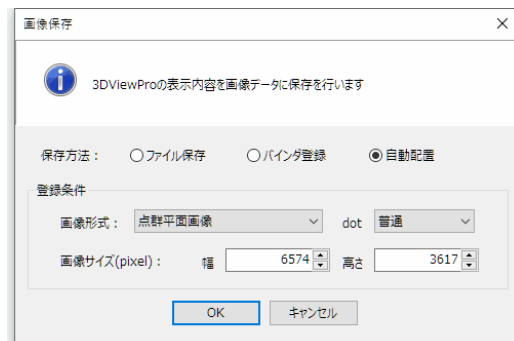 画像保存
3DViewProの表示内容を画像データに保存を行います
保存方法： ファイル保存 バインダ登録 自動配置
登録条件
画像形式： 点群平面画像 dot 普通
画像サイズ(pixel)： 幅 6574 高さ 3617
OK キャンセル